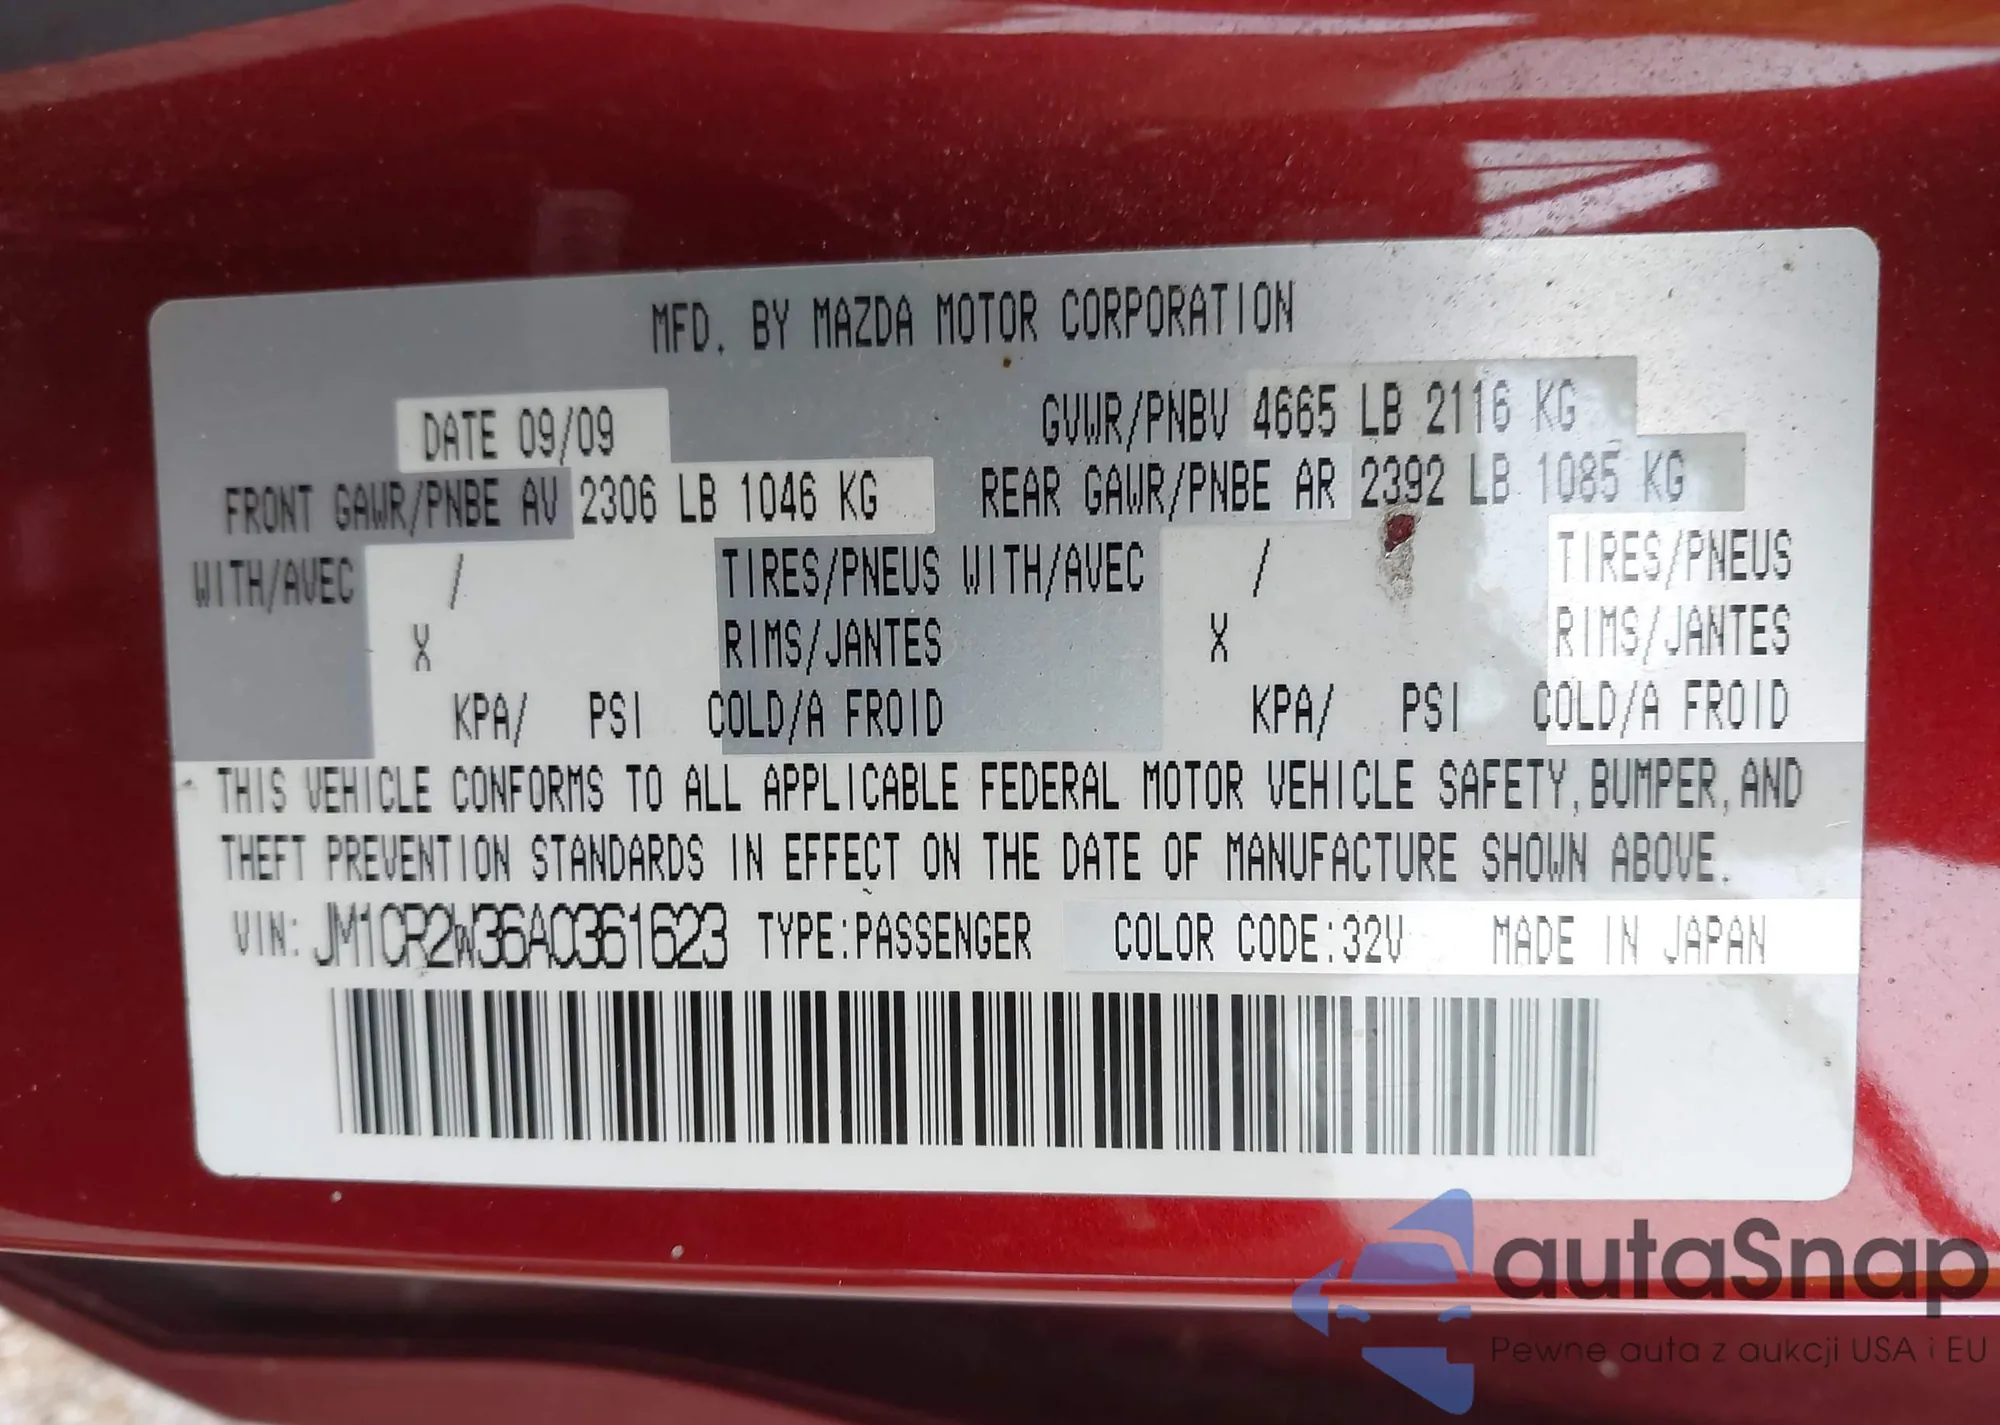 MFD. BY MAZDA MOTOR CORPORATION
DATE 09/09 GVWR/PNBV 4665 LB 2116 KG
FRONT GAWR/PNBE AV 2306 LB 1046 KG REAR GAWR/PNBE AR 2392 LB 1085 KG
WITH/AVEC / TIRES/PNEUS WITH/AVEC / TIRES/PNEUS
X RIMS/JANTES X RIMS/JANTES
KPA/ PSI COLD/A FROID KPA/ PSI COLD/A FROID
THIS VEHICLE CONFORMS TO ALL APPLICABLE FEDERAL MOTOR VEHICLE SAFETY, BUMPER, AND
THEFT PREVENTION STANDARDS IN EFFECT ON THE DATE OF MANUFACTURE SHOWN ABOVE.
VIN: JM1CR2W36A0361623 TYPE:PASSENGER COLOR CODE:32V MADE IN JAPAN
autaSnap
Pewne auta z aukcji USA i EU